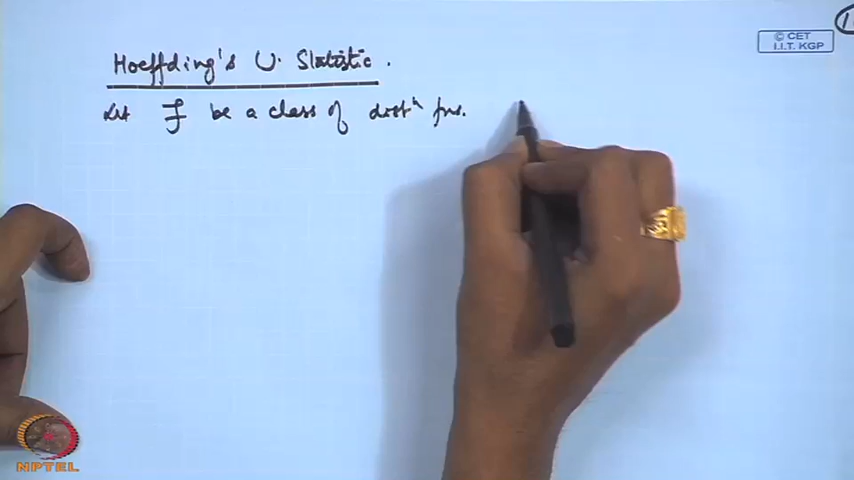 Hoeffding's U. Statistic.
Let Ƒ be a class of distⁿ fns.
© CET
I.I.T. KGP
NPTEL